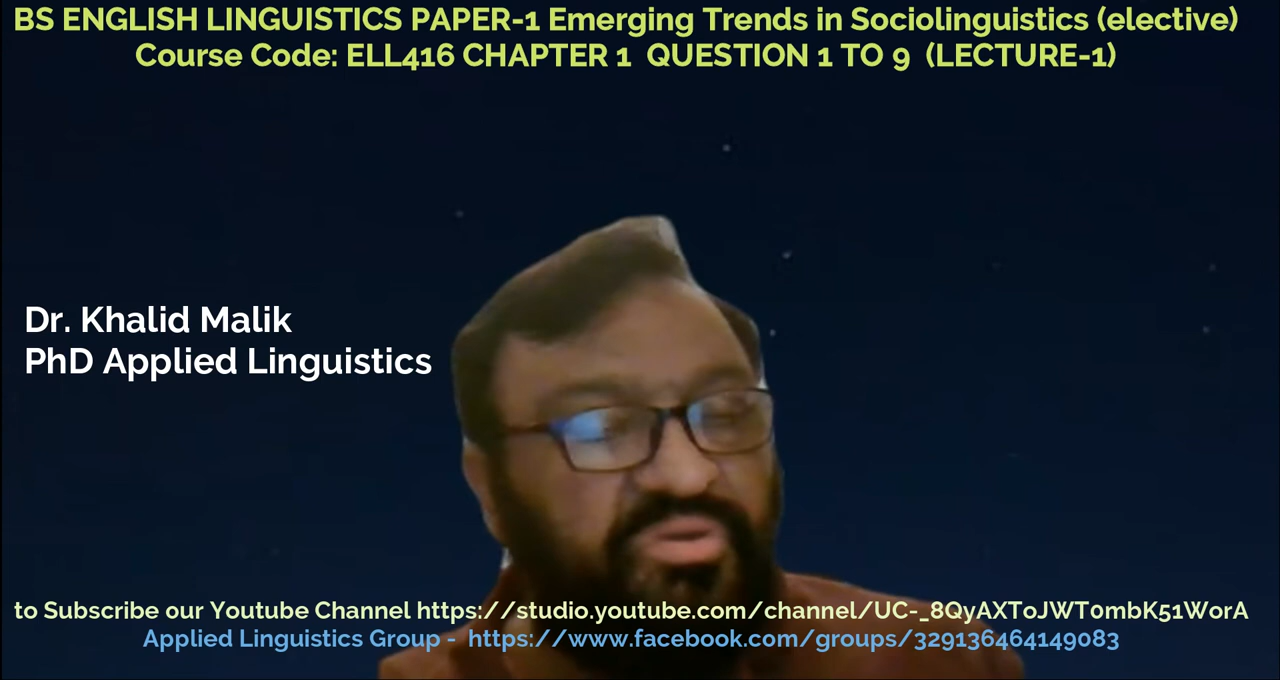 BS ENGLISH LINGUISTICS PAPER-1 Emerging Trends in Sociolinguistics (elective)
Course Code: ELL416 CHAPTER 1 QUESTION 1 TO 9 (LECTURE-1)
Dr. Khalid Malik
PhD Applied Linguistics
to Subscribe our Youtube Channel https://studio.youtube.com/channel/UC-_8QyAXToJWT0mbK51WorA
Applied Linguistics Group - https://www.facebook.com/groups/329136464149083